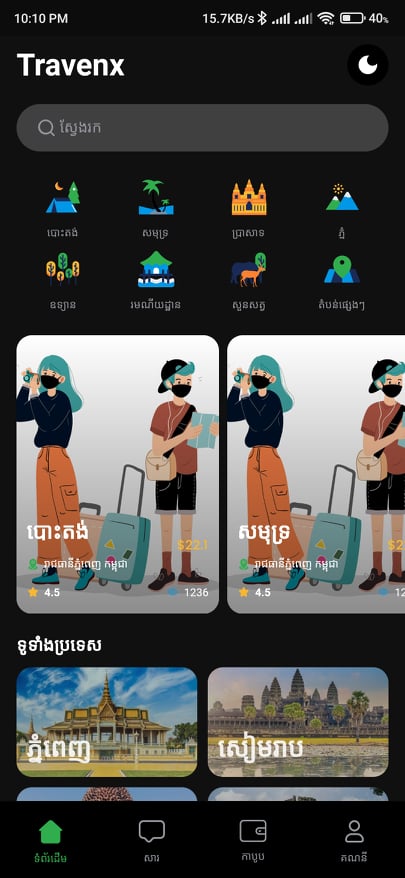 10:10 PM 15.7KB/s 40%
Travenx
ស្វែងរក
បោះតង់ សមុទ្រ ប្រាសាទ ភ្នំ
ឧទ្យាន រមណីយដ្ឋាន សួនសត្វ តំបន់ផ្សេងៗ
បោះតង់ សមុទ្រ
$22.1 $2
រាជធានីភ្នំពេញ កម្ពុជា រាជធានីភ្នំពេញ កម្ពុជា
4.5 1236 4.5 12
ទូទាំងប្រទេស
ភ្នំពេញ សៀមរាប
ទំព័រដើម សារ កាបូប គណនី